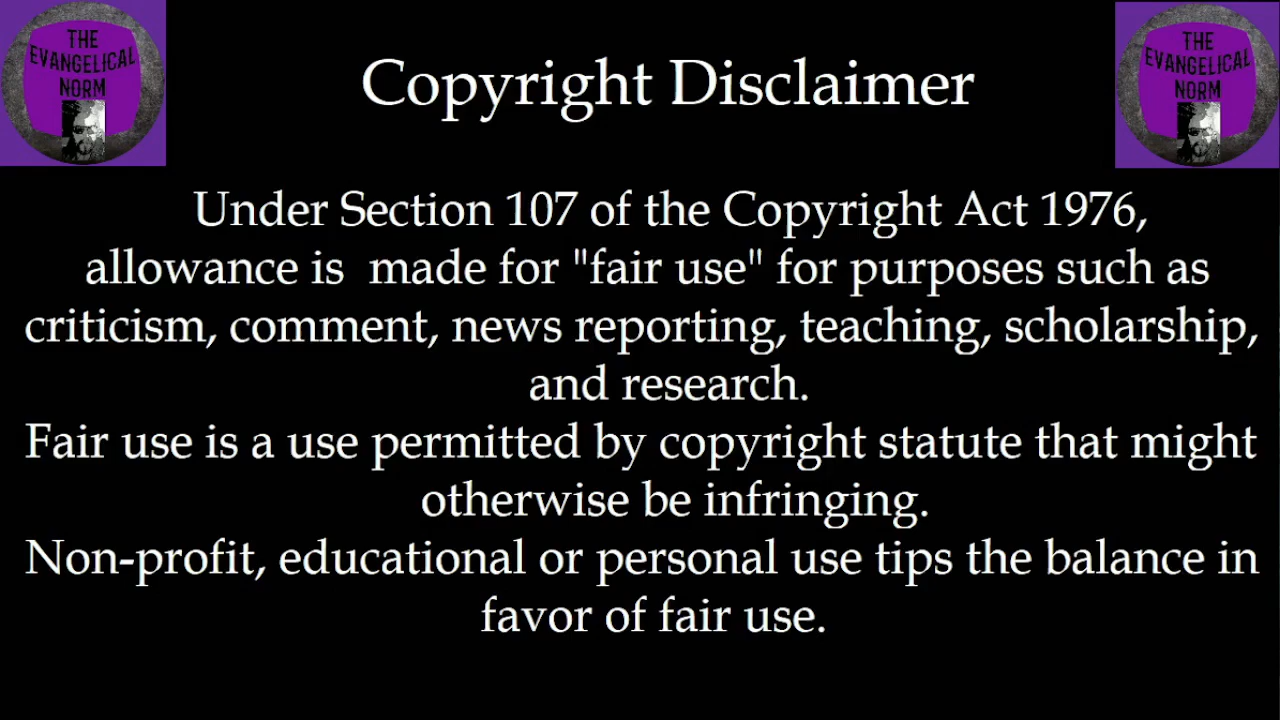 THE
EVANGELICAL
NORM
THE
EVANGELICAL
NORM
Copyright Disclaimer
Under Section 107 of the Copyright Act 1976,
allowance is  made for "fair use" for purposes such as
criticism, comment, news reporting, teaching, scholarship,
and research.
Fair use is a use permitted by copyright statute that might
otherwise be infringing.
Non-profit, educational or personal use tips the balance in
favor of fair use.